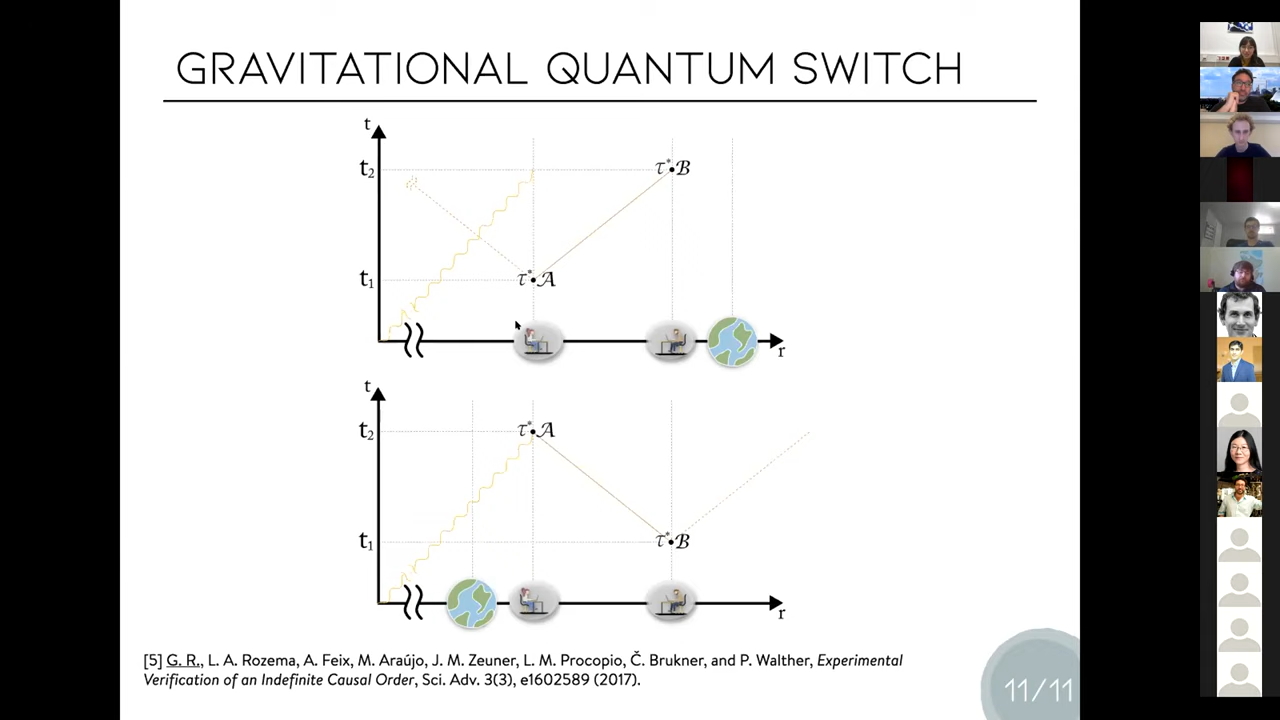 GRAVITATIONAL QUANTUM SWITCH
t
t₂
τ* B
t₁
τ* A
r
t
t₂
τ* A
t₁
τ* B
r
[5] G. R., L. A. Rozema, A. Feix, M. Araújo, J. M. Zeuner, L. M. Procopio, Č. Brukner, and P. Walther, Experimental
Verification of an Indefinite Causal Order, Sci. Adv. 3(3), e1602589 (2017).
11/11